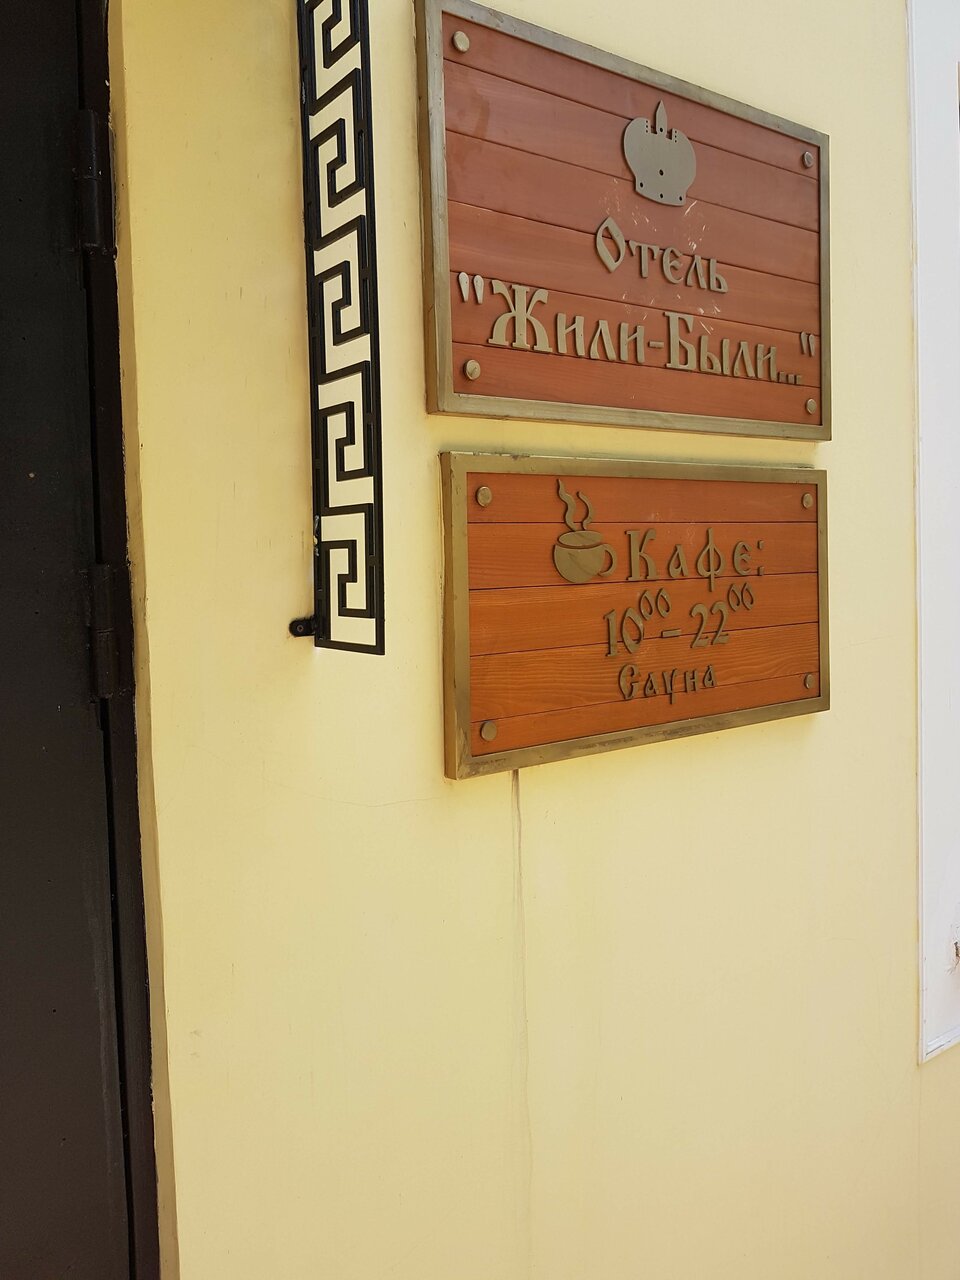 Отель
"Жили-Были..."
Кафе:
10⁰⁰-22⁰⁰
Сауна